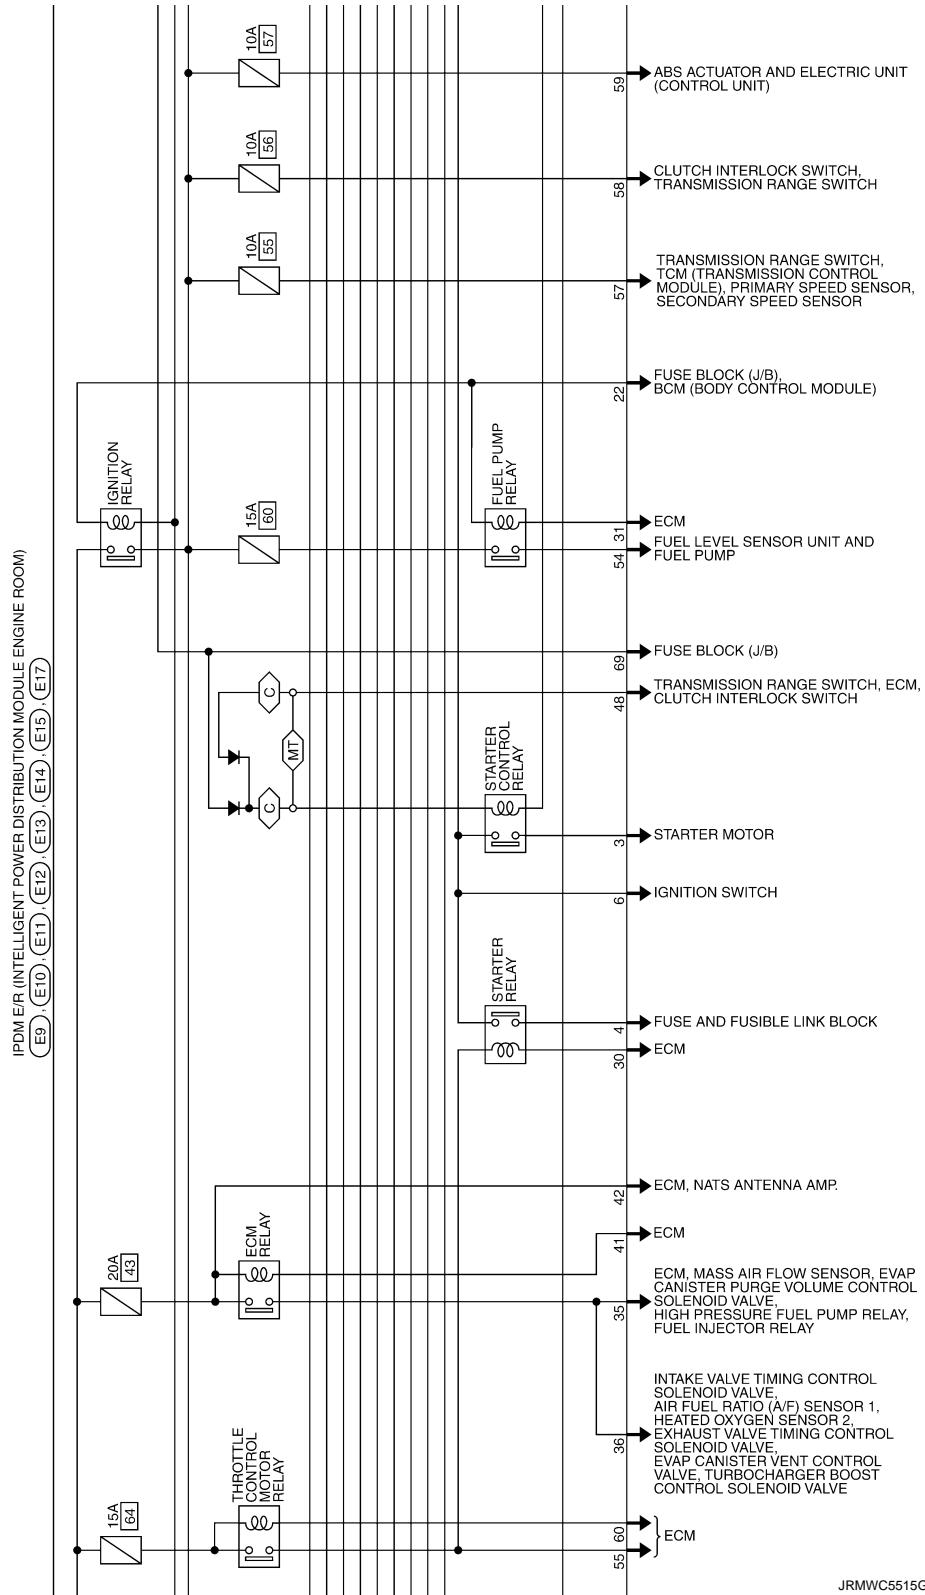 IPDM E/R (INTELLIGENT POWER DISTRIBUTION MODULE ENGINE ROOM)
E9 , E10 , E11 , E12 , E13 , E14 , E15 , E17
10A
57
59
ABS ACTUATOR AND ELECTRIC UNIT
(CONTROL UNIT)
10A
56
58
CLUTCH INTERLOCK SWITCH,
TRANSMISSION RANGE SWITCH
10A
55
57
TRANSMISSION RANGE SWITCH,
TCM (TRANSMISSION CONTROL
MODULE), PRIMARY SPEED SENSOR,
SECONDARY SPEED SENSOR
22
FUSE BLOCK (J/B),
BCM (BODY CONTROL MODULE)
IGNITION
RELAY
15A
60
FUEL PUMP
RELAY
31
ECM
54
FUEL LEVEL SENSOR UNIT AND
FUEL PUMP
69
FUSE BLOCK (J/B)
C
48
TRANSMISSION RANGE SWITCH, ECM,
CLUTCH INTERLOCK SWITCH
MT
C
STARTER
CONTROL
RELAY
3
STARTER MOTOR
6
IGNITION SWITCH
STARTER
RELAY
4
FUSE AND FUSIBLE LINK BLOCK
30
ECM
42
ECM, NATS ANTENNA AMP.
41
ECM
20A
43
ECM
RELAY
35
ECM, MASS AIR FLOW SENSOR, EVAP
CANISTER PURGE VOLUME CONTROL
SOLENOID VALVE,
HIGH PRESSURE FUEL PUMP RELAY,
FUEL INJECTOR RELAY
36
INTAKE VALVE TIMING CONTROL
SOLENOID VALVE,
AIR FUEL RATIO (A/F) SENSOR 1,
HEATED OXYGEN SENSOR 2,
EXHAUST VALVE TIMING CONTROL
SOLENOID VALVE,
EVAP CANISTER VENT CONTROL
VALVE, TURBOCHARGER BOOST
CONTROL SOLENOID VALVE
15A
64
THROTTLE
CONTROL
MOTOR
RELAY
60
55
ECM
JRMWC5515G